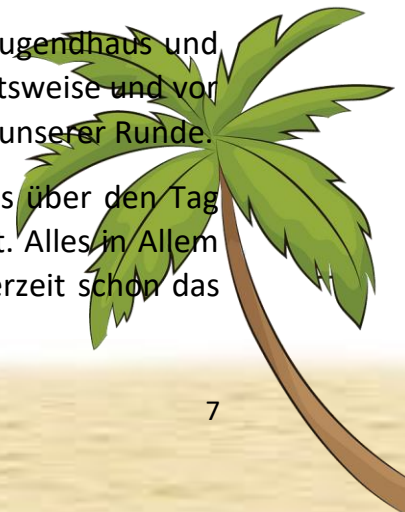 ugendhaus und
tsweise und vor
unserer Runde.
s über den Tag
t. Alles in Allem
erzeit schon das
7